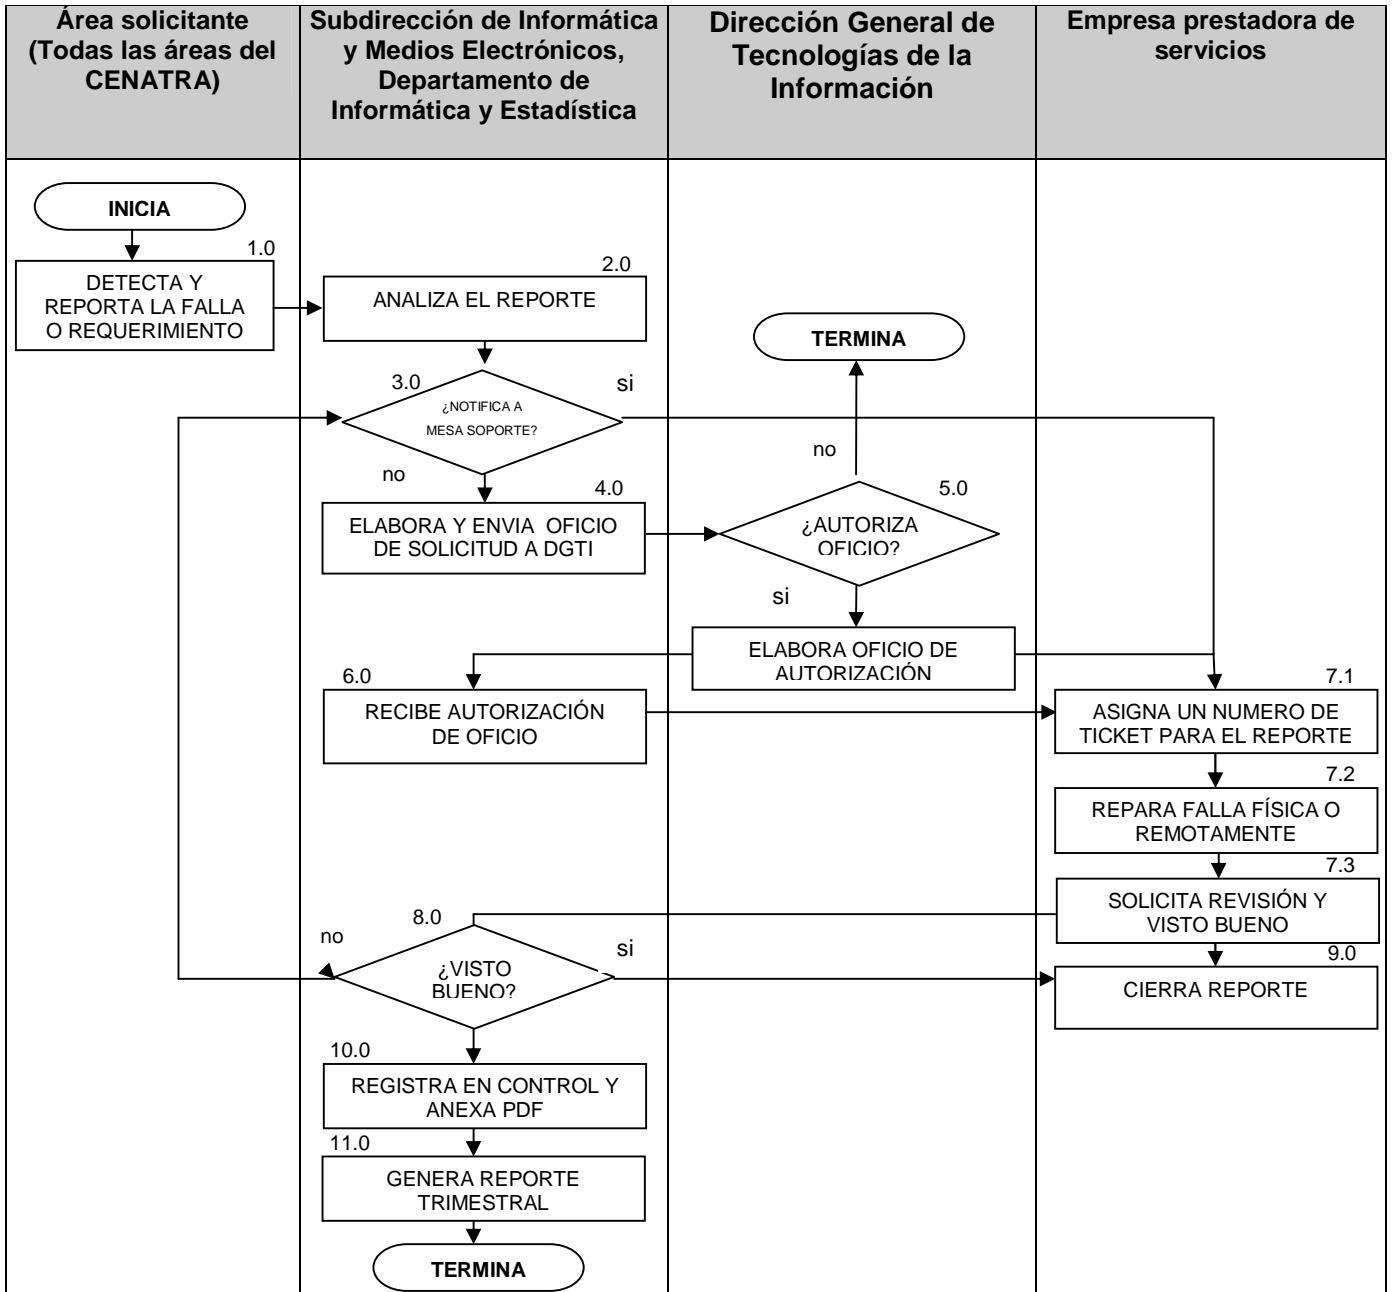 Área solicitante
(Todas las áreas del
CENATRA)
Subdirección de Informática
y Medios Electrónicos,
Departamento de
Informática y Estadística
Dirección General de
Tecnologías de la
Información
Empresa prestadora de
servicios
INICIA
1.0
DETECTA Y
REPORTA LA FALLA
O REQUERIMIENTO
2.0
ANALIZA EL REPORTE
TERMINA
3.0
si
¿NOTIFICA A
MESA SOPORTE?
no
no
4.0
ELABORA Y ENVIA OFICIO
DE SOLICITUD A DGTI
5.0
¿AUTORIZA
OFICIO?
si
ELABORA OFICIO DE
AUTORIZACIÓN
6.0
RECIBE AUTORIZACIÓN
DE OFICIO
7.1
ASIGNA UN NUMERO DE
TICKET PARA EL REPORTE
7.2
REPARA FALLA FÍSICA O
REMOTAMENTE
7.3
SOLICITA REVISIÓN Y
VISTO BUENO
8.0
no
si
¿VISTO
BUENO?
9.0
CIERRA REPORTE
10.0
REGISTRA EN CONTROL Y
ANEXA PDF
11.0
GENERA REPORTE
TRIMESTRAL
TERMINA